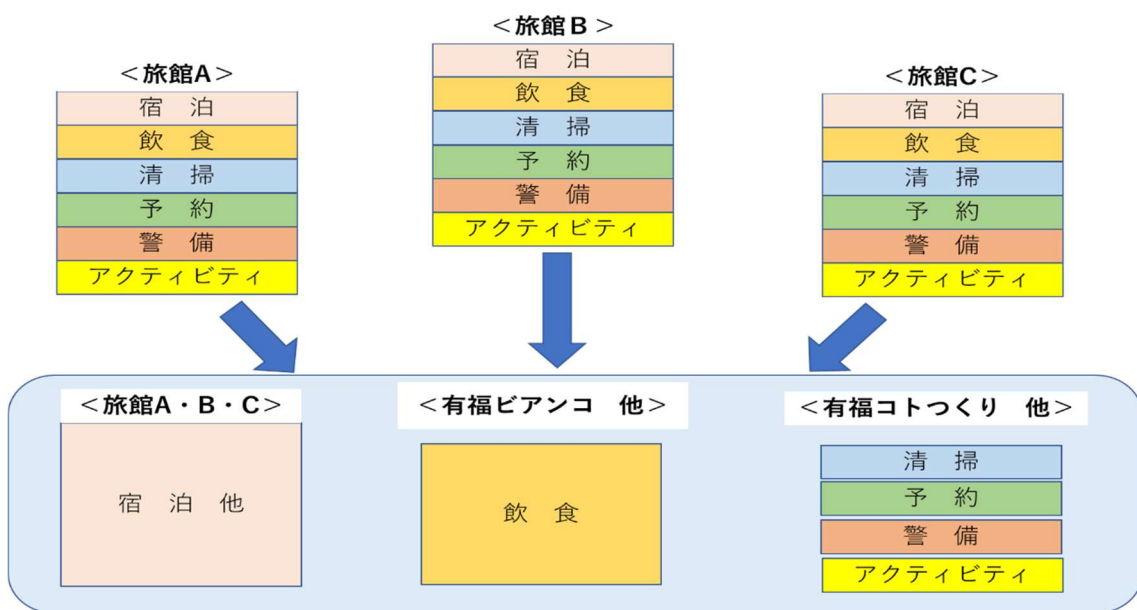 ＜旅館A＞
宿　泊
飲　食
清　掃
予　約
警　備
アクティビティ
＜旅館B＞
宿　泊
飲　食
清　掃
予　約
警　備
アクティビティ
＜旅館C＞
宿　泊
飲　食
清　掃
予　約
警　備
アクティビティ
＜旅館A・B・C＞
宿　泊　他
＜有福ビアンコ　他＞
飲　食
＜有福コトつくり　他＞
清　掃
予　約
警　備
アクティビティ